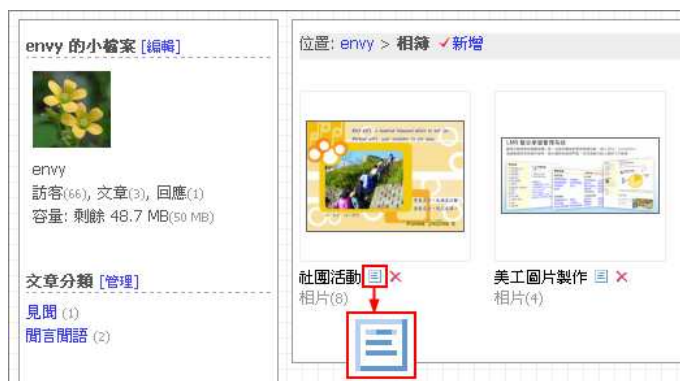 envy 的小檔案 [編輯]
envy
訪客(66), 文章(3), 回應(1)
容量: 剩餘 48.7 MB(50 MB)
文章分類 [管理]
見聞 (1)
閒言閒語 (2)
位置: envy > 相簿 ✓新增
社團活動
相片(8)
美工圖片製作
相片(4)